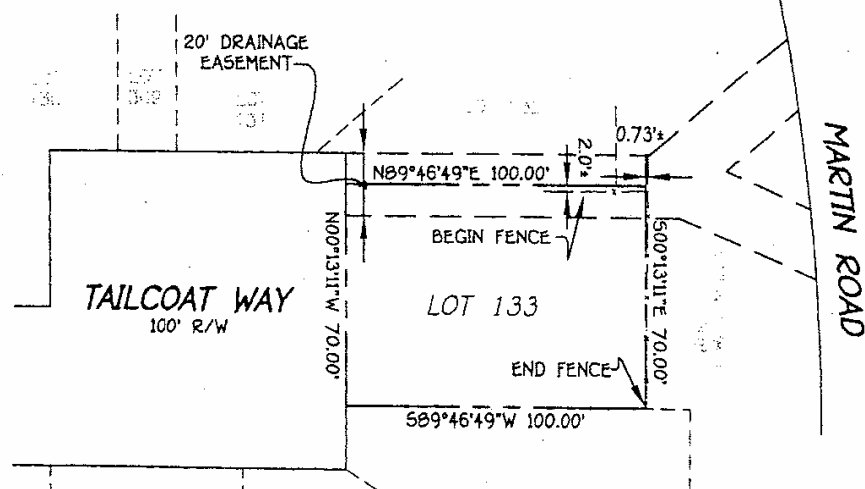 20' DRAINAGE
EASEMENT
0.73'±
2.0'±
N89°46'49"E 100.00'
MARTIN ROAD
BEGIN FENCE
N00°13'11"W 70.00'
S00°13'11"E 70.00'
TAILCOAT WAY
100' R/W
LOT 133
END FENCE
S89°46'49"W 100.00'